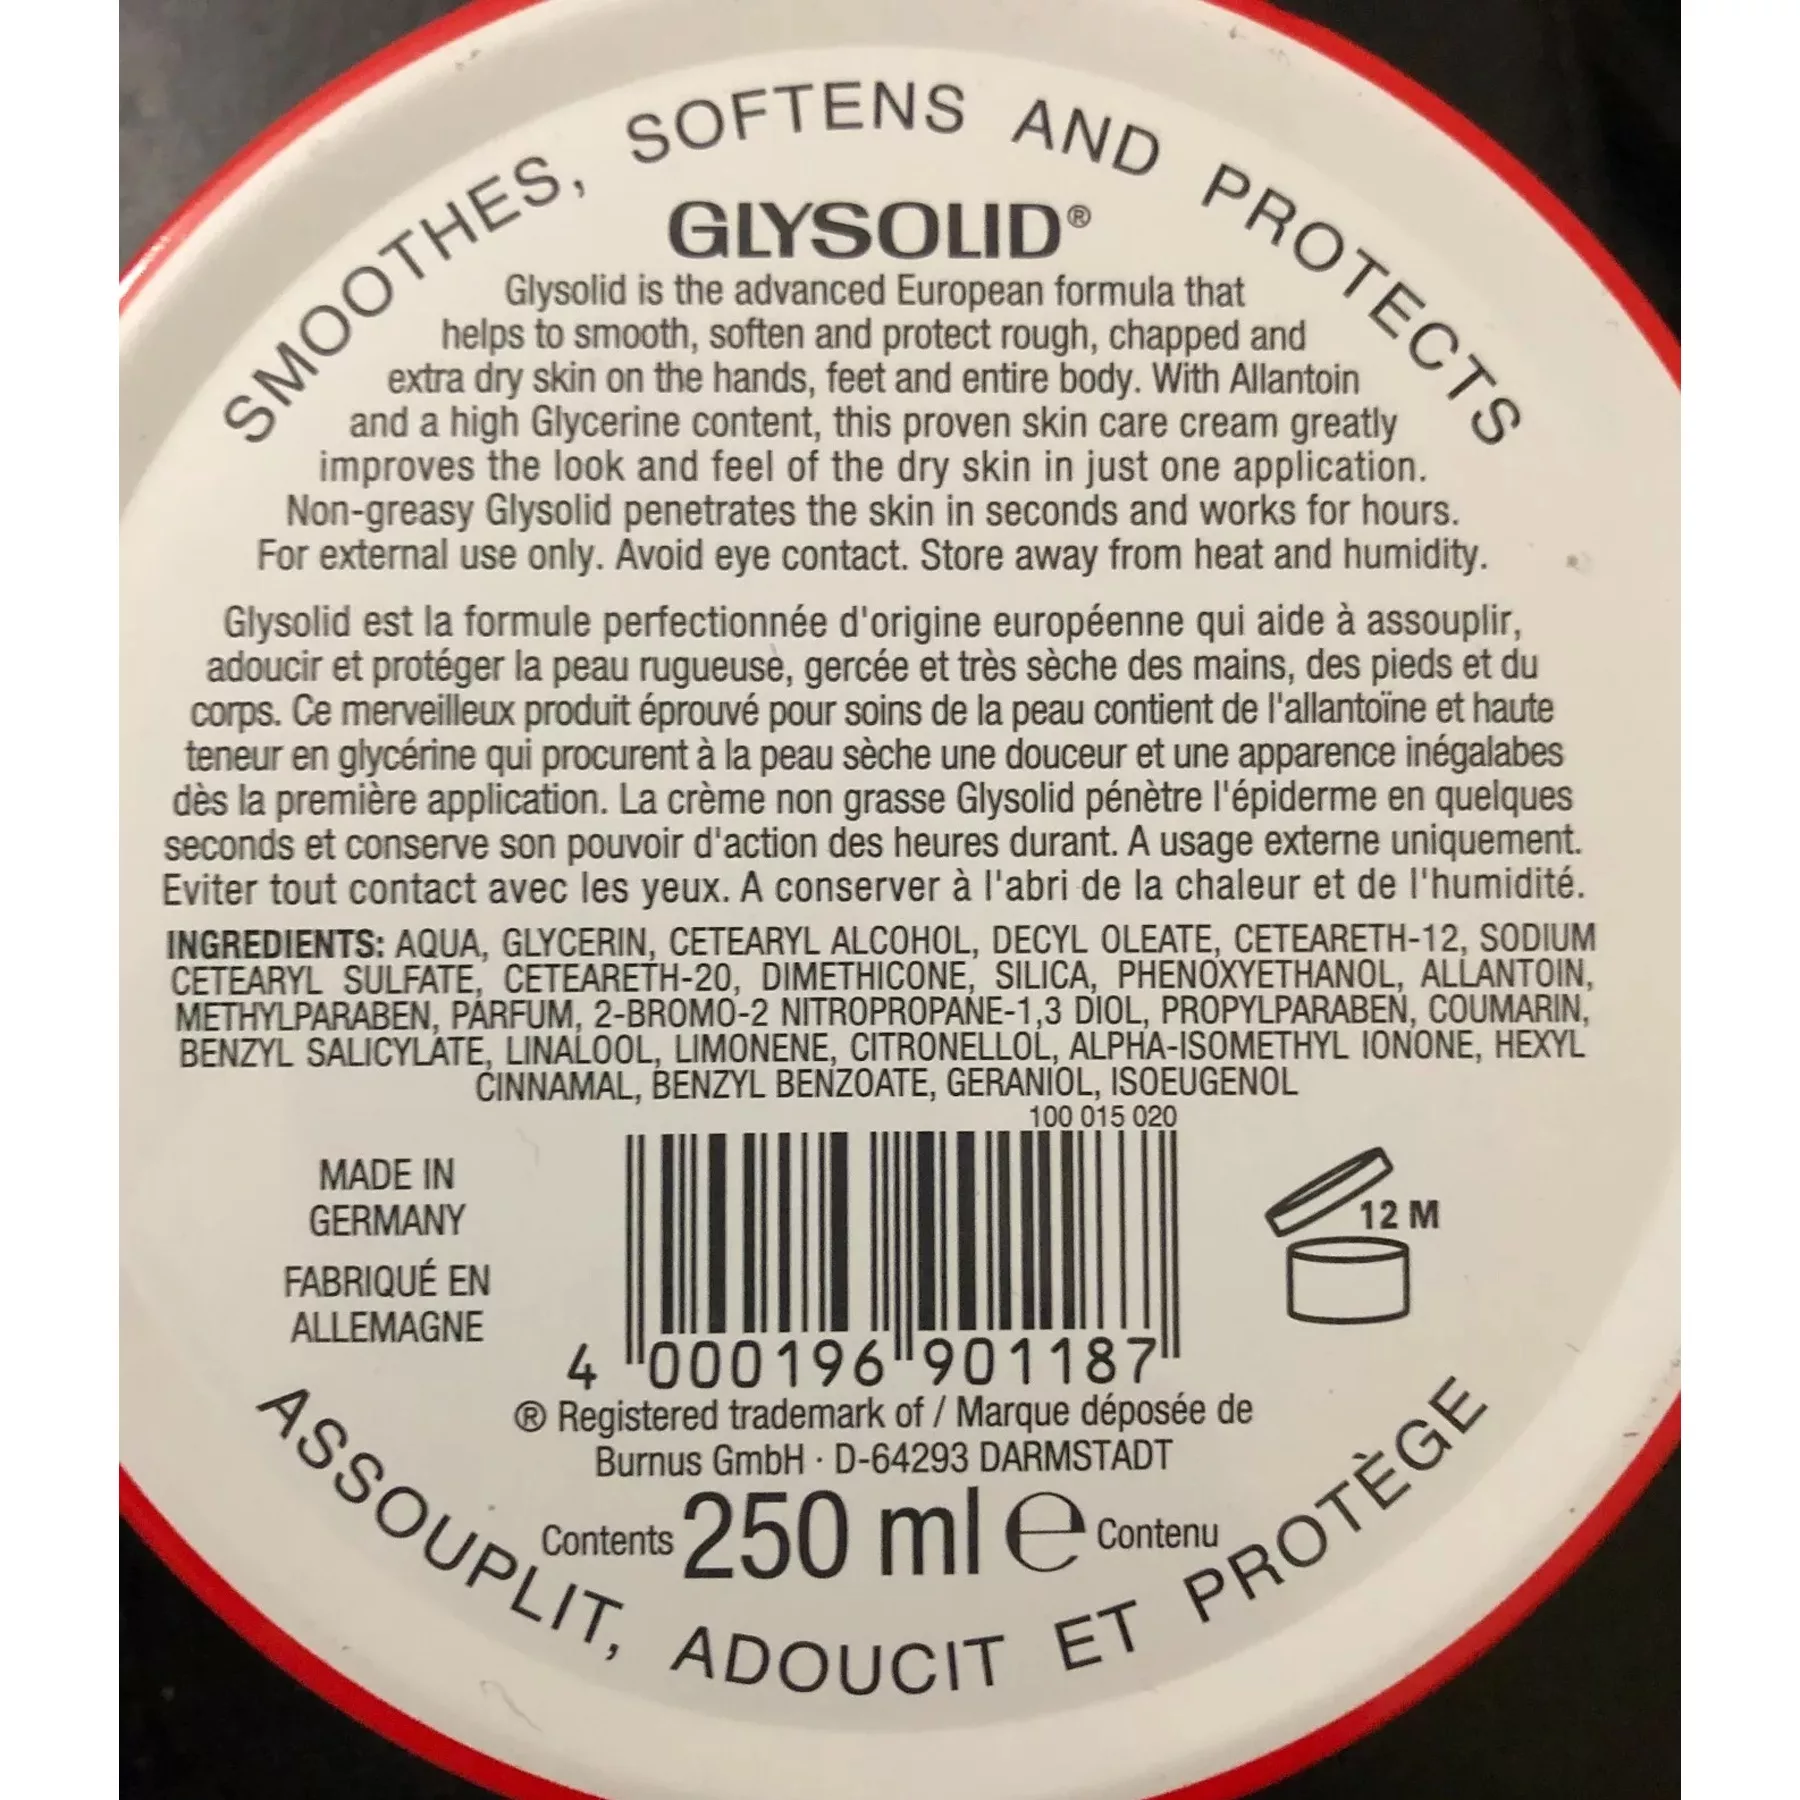 SMOOTHES, SOFTENS AND PROTECTS
GLYSOLID®
Glysolid is the advanced European formula that
helps to smooth, soften and protect rough, chapped and
extra dry skin on the hands, feet and entire body. With Allantoin
and a high Glycerine content, this proven skin care cream greatly
improves the look and feel of the dry skin in just one application.
Non-greasy Glysolid penetrates the skin in seconds and works for hours.
For external use only. Avoid eye contact. Store away from heat and humidity.
Glysolid est la formule perfectionnée d'origine européenne qui aide à assouplir,
adoucir et protéger la peau rugueuse, gercée et très sèche des mains, des pieds et du
corps. Ce merveilleux produit éprouvé pour soins de la peau contient de l'allantoïne et haute
teneur en glycérine qui procurent à la peau sèche une douceur et une apparence inégalabes
dès la première application. La crème non grasse Glysolid pénètre l'épiderme en quelques
seconds et conserve son pouvoir d'action des heures durant. A usage externe uniquement.
Eviter tout contact avec les yeux. A conserver à l'abri de la chaleur et de l'humidité.
INGREDIENTS: AQUA, GLYCERIN, CETEARYL ALCOHOL, DECYL OLEATE, CETEARETH-12, SODIUM
CETEARYL SULFATE, CETEARETH-20, DIMETHICONE, SILICA, PHENOXYETHANOL, ALLANTOIN,
METHYLPARABEN, PARFUM, 2-BROMO-2 NITROPROPANE-1,3 DIOL, PROPYLPARABEN, COUMARIN,
BENZYL SALICYLATE, LINALOOL, LIMONENE, CITRONELLOL, ALPHA-ISOMETHYL IONONE, HEXYL
CINNAMAL, BENZYL BENZOATE, GERANIOL, ISOEUGENOL
100 015 020
MADE IN
GERMANY
FABRIQUÉ EN
ALLEMAGNE
12 M
4 000196 901187
® Registered trademark of / Marque déposée de
Burnus GmbH · D-64293 DARMSTADT
Contents 250 ml e Contenu
ASSOUPLIT, ADOUCIT ET PROTÈGE